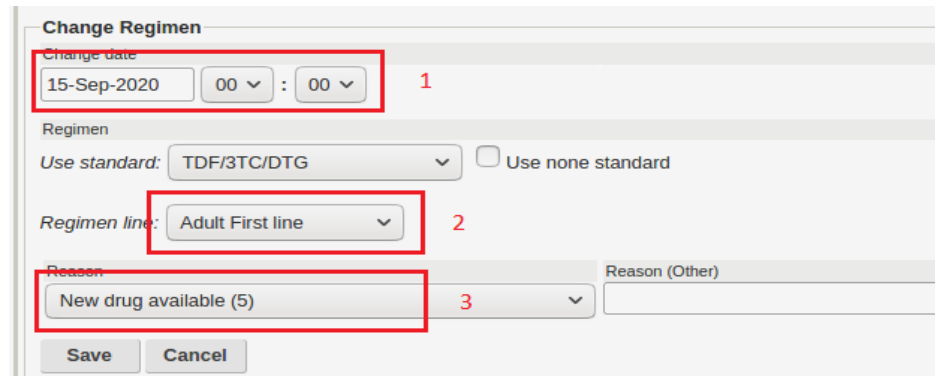 Change Regimen
Change date
15-Sep-2020 00 : 00 1
Regimen
Use standard: TDF/3TC/DTG Use none standard
Regimen line: Adult First line 2
Reason Reason (Other)
New drug available (5) 3
Save Cancel